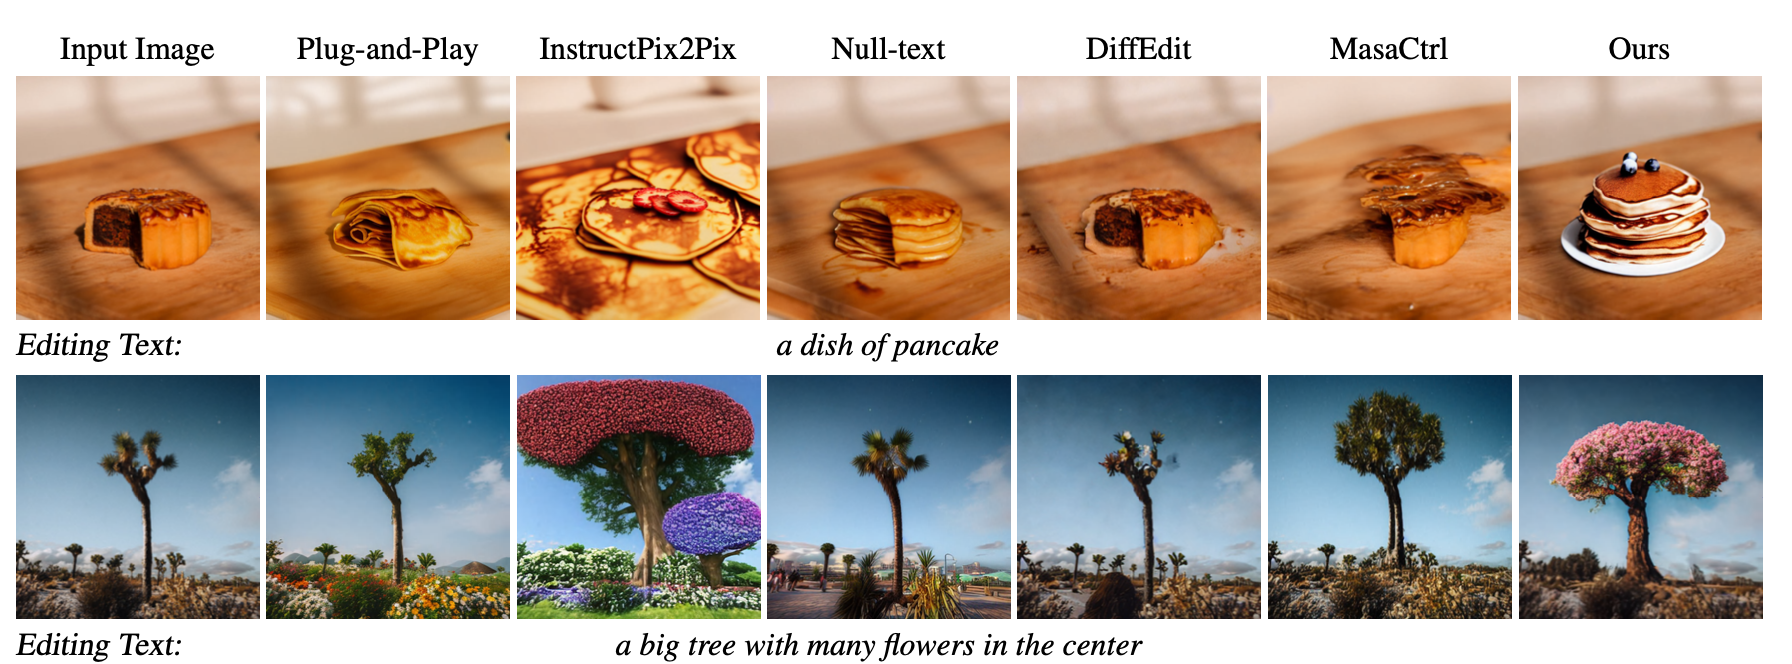 Input Image Plug-and-Play InstructPix2Pix Null-text DiffEdit MasaCtrl Ours
Editing Text: a dish of pancake
Editing Text: a big tree with many flowers in the center